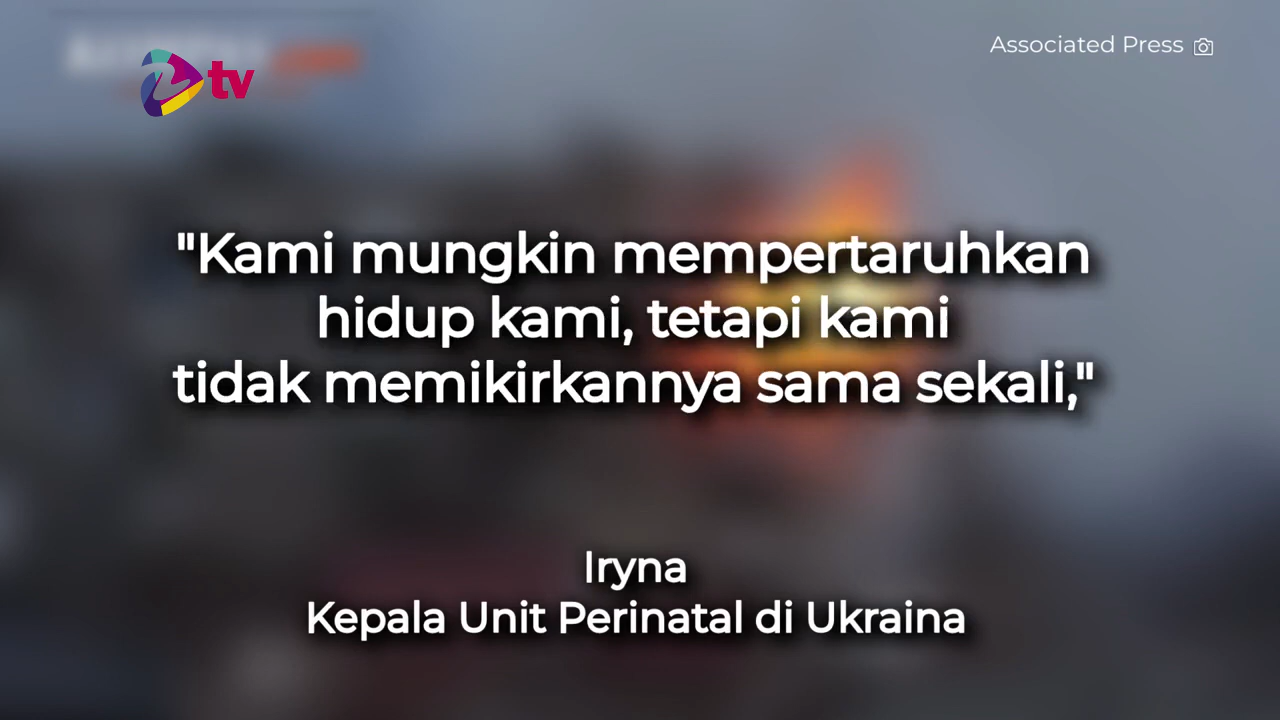 Associated Press
tv
"Kami mungkin mempertaruhkan
hidup kami, tetapi kami
tidak memikirkannya sama sekali,"
Iryna
Kepala Unit Perinatal di Ukraina